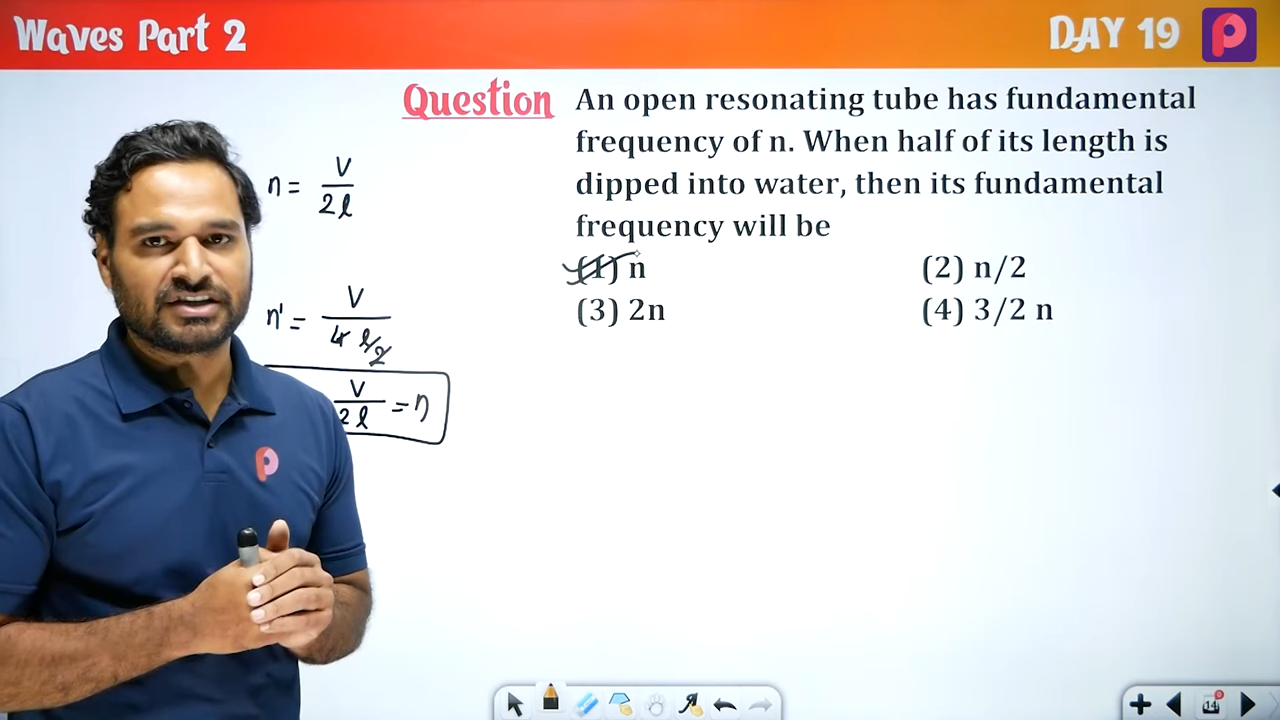 Waves Part 2
DAY 19
Question
An open resonating tube has fundamental
frequency of n. When half of its length is
dipped into water, then its fundamental
frequency will be
(1) n
(2) n/2
(3) 2n
(4) 3/2 n
n = V/2l
n' = V/4 l/2
V/2l = n
14